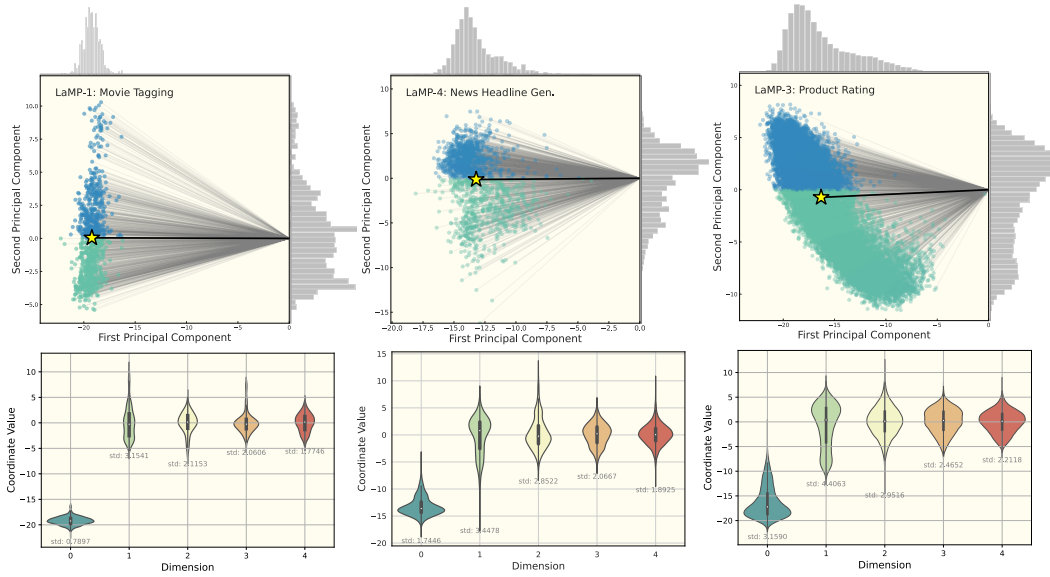 LaMP-1: Movie Tagging
10.0
7.5
5.0
2.5
0.0
−2.5
−5.0
−20
−15
−10
−5
0
Second Principal Component
First Principal Component
LaMP-4: News Headline Gen.
10
5
0
−5
−10
−15
−20.0
−17.5
−15.0
−12.5
−10.0
−7.5
−5.0
−2.5
0.0
Second Principal Component
First Principal Component
LaMP-3: Product Rating
10
5
0
−5
−10
−20
−15
−10
−5
0
Second Principal Component
First Principal Component
10
5
0
−5
−10
−15
−20
Coordinate Value
std: 0.7897
std: 3.1541
std: 2.1153
std: 2.0606
std: 1.7746
0
1
2
3
4
Dimension
15
10
5
0
−5
−10
−15
−20
Coordinate Value
std: 1.7446
std: 3.4478
std: 2.8522
std: 2.0667
std: 1.8925
0
1
2
3
4
Dimension
10
5
0
−5
−10
−15
−20
Coordinate Value
std: 3.1590
std: 4.4063
std: 2.9516
std: 2.4652
std: 2.2118
0
1
2
3
4
Dimension